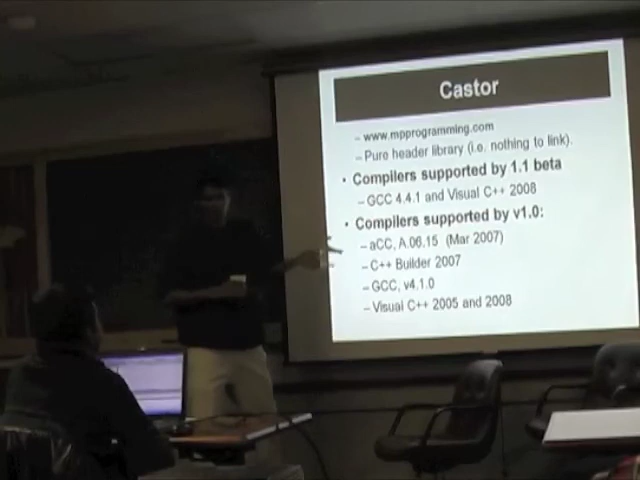 Castor
– www.mpprogramming.com
– Pure header library (i.e. nothing to link).
• Compilers supported by 1.1 beta
– GCC 4.4.1 and Visual C++ 2008
• Compilers supported by v1.0:
– aCC, A.06.15 (Mar 2007)
– C++ Builder 2007
– GCC, v4.1.0
– Visual C++ 2005 and 2008